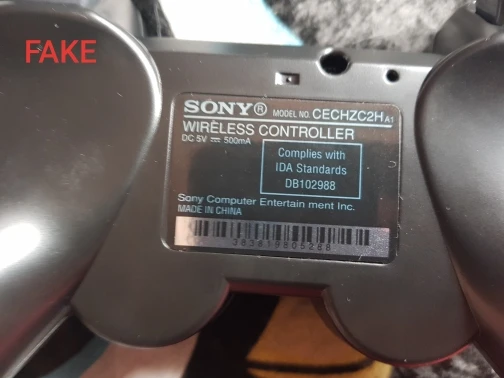 FAKE
SONY® MODEL NO. CECHZC2H A1
WIRELESS CONTROLLER
DC 5V ⎓ 500mA
Complies with
IDA Standards
DB102988
Sony Computer Entertain ment Inc.
MADE IN CHINA
383819805288